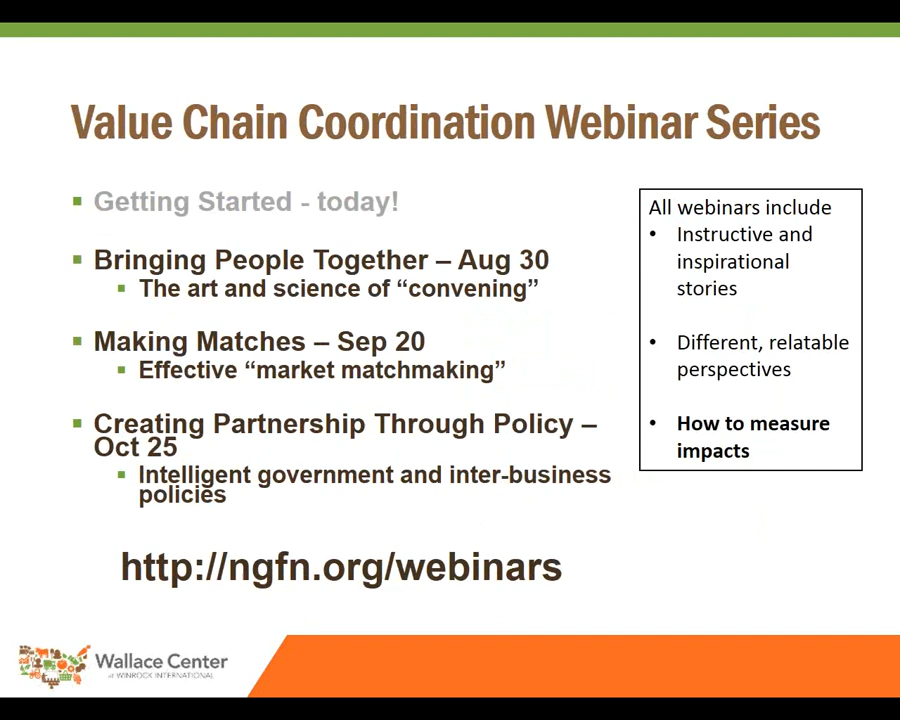 Value Chain Coordination Webinar Series
Getting Started - today!
Bringing People Together – Aug 30
The art and science of “convening”
Making Matches – Sep 20
Effective “market matchmaking”
Creating Partnership Through Policy –
Oct 25
Intelligent government and inter-business
policies
http://ngfn.org/webinars
All webinars include
• Instructive and
inspirational
stories
• Different, relatable
perspectives
• How to measure
impacts
Wallace Center
at WINROCK INTERNATIONAL